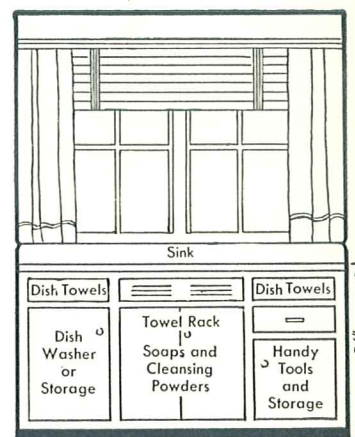 Sink
Dish Towels
Dish Towels
Towel Rack
Soaps and
Cleansing
Powders
Dish
Washer
or
Storage
Handy
Tools
and
Storage